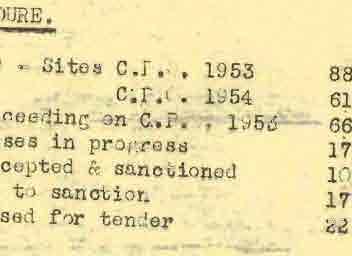 DURE.
- Sites C.P. . 1953 88
C.P. . 1954 61
ceeding on C.P. . 1953 66
ses in progress 17
cepted & sanctioned 10
to sanction 17
sed for tender 22